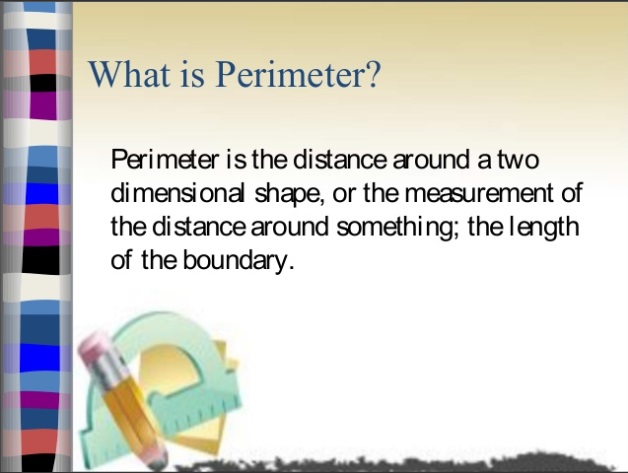 What is Perimeter?
Perimeter is the distance around a two
dimensional shape, or the measurement of
the distance around something; the length
of the boundary.